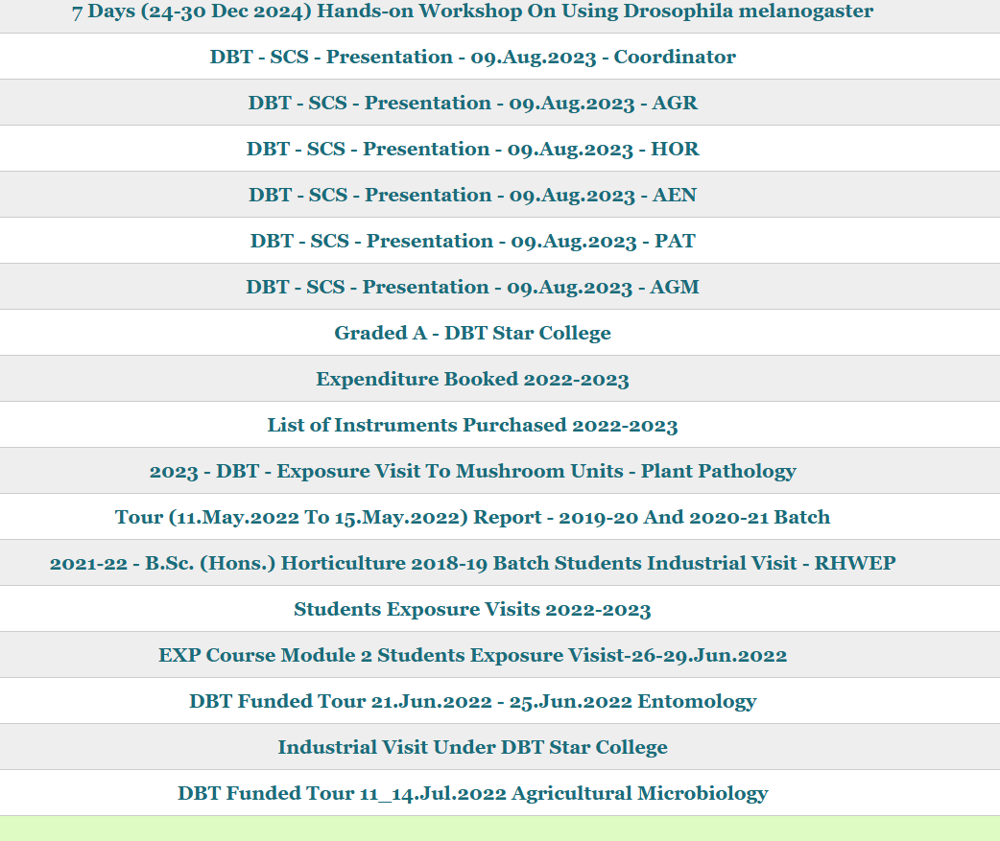 7 Days (24-30 Dec 2024) Hands-on Workshop On Using Drosophila melanogaster
DBT - SCS - Presentation - 09.Aug.2023 - Coordinator
DBT - SCS - Presentation - 09.Aug.2023 - AGR
DBT - SCS - Presentation - 09.Aug.2023 - HOR
DBT - SCS - Presentation - 09.Aug.2023 - AEN
DBT - SCS - Presentation - 09.Aug.2023 - PAT
DBT - SCS - Presentation - 09.Aug.2023 - AGM
Graded A - DBT Star College
Expenditure Booked 2022-2023
List of Instruments Purchased 2022-2023
2023 - DBT - Exposure Visit To Mushroom Units - Plant Pathology
Tour (11.May.2022 To 15.May.2022) Report - 2019-20 And 2020-21 Batch
2021-22 - B.Sc. (Hons.) Horticulture 2018-19 Batch Students Industrial Visit - RHWEP
Students Exposure Visits 2022-2023
EXP Course Module 2 Students Exposure Visist-26-29.Jun.2022
DBT Funded Tour 21.Jun.2022 - 25.Jun.2022 Entomology
Industrial Visit Under DBT Star College
DBT Funded Tour 11_14.Jul.2022 Agricultural Microbiology